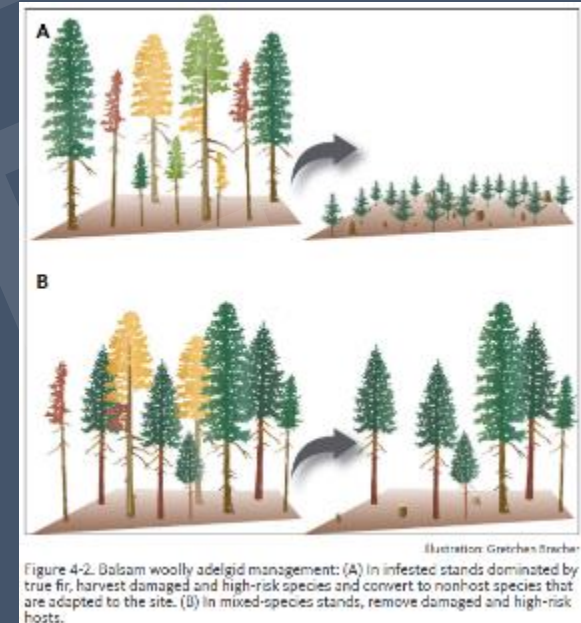 A
B
Illustration: Gretchen Bracher
Figure 4-2. Balsam woolly adelgid management: (A) In infested stands dominated by
true fir, harvest damaged and high-risk species and convert to nonhost species that
are adapted to the site. (B) In mixed-species stands, remove damaged and high-risk
hosts.